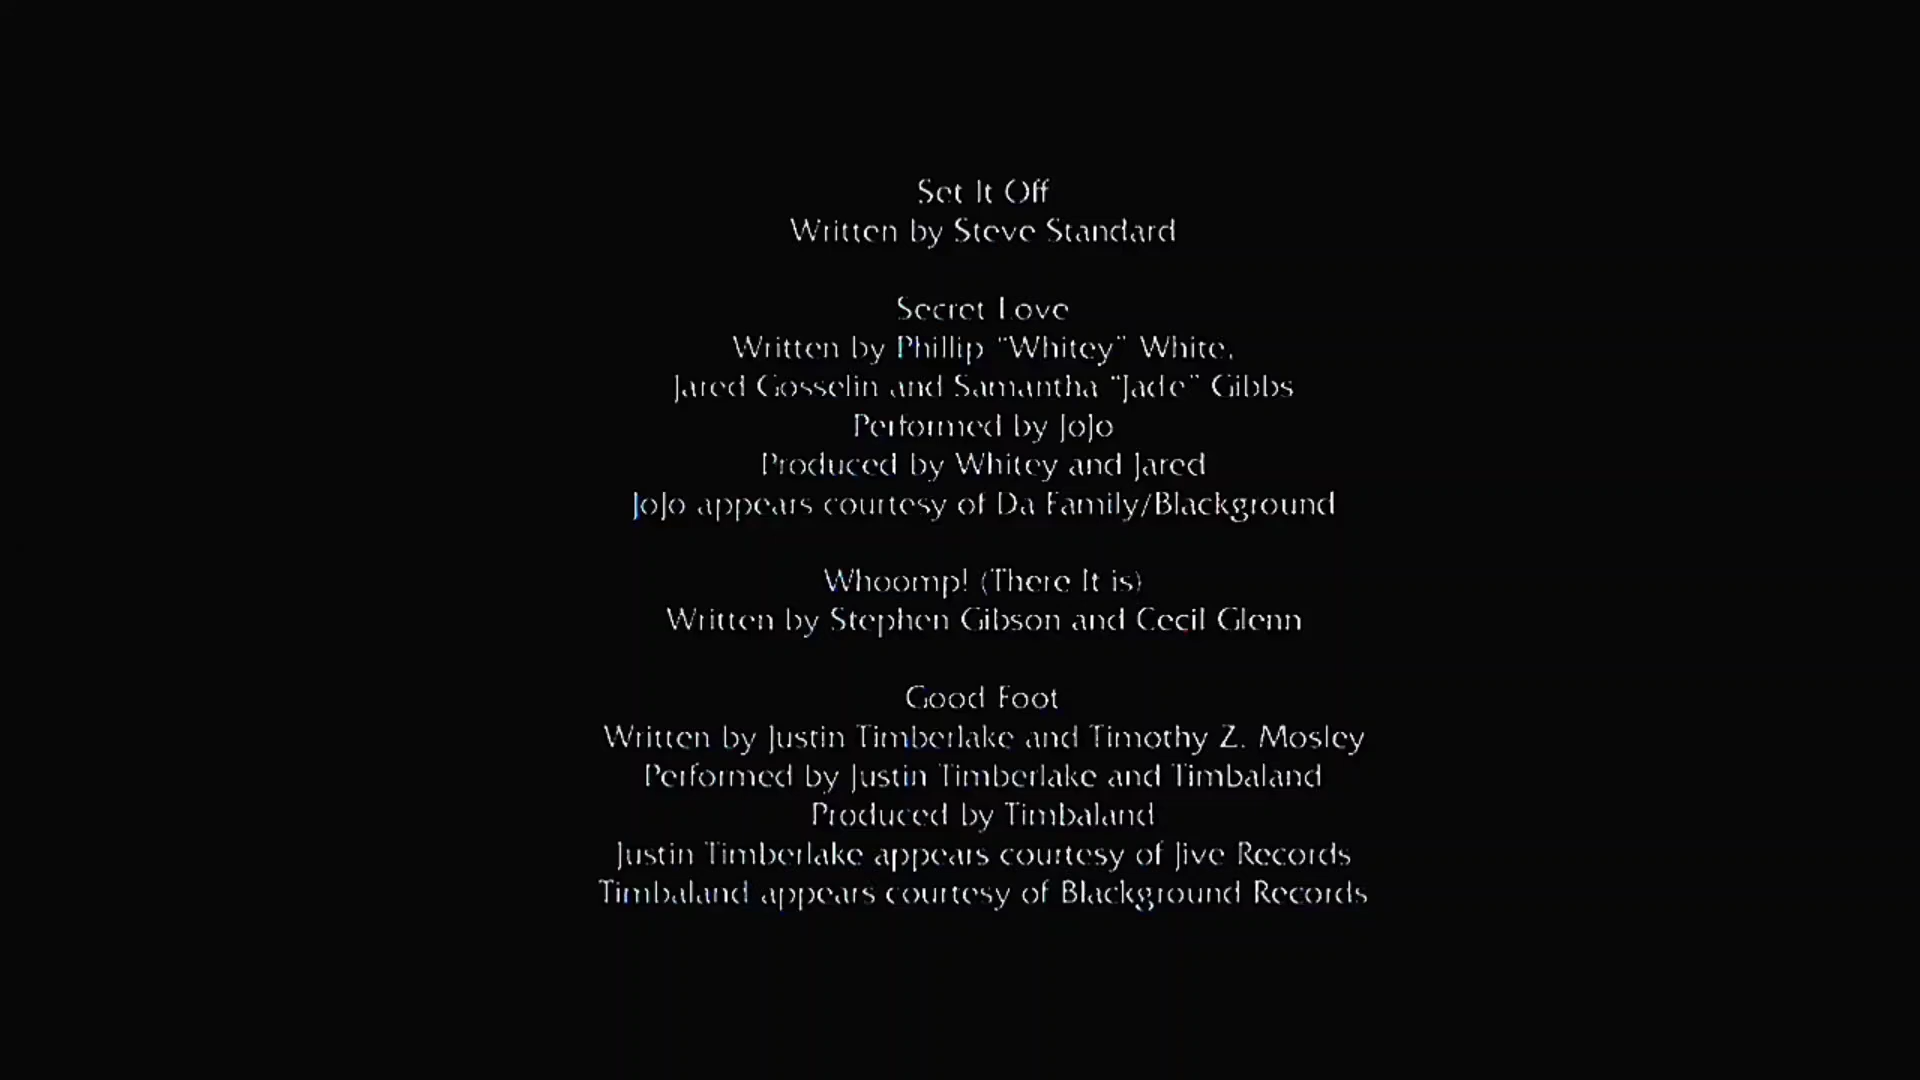 Set It Off
Written by Steve Standard
Secret Love
Written by Phillip “Whitey” White,
Jared Gosselin and Samantha “Jade” Gibbs
Performed by JoJo
Produced by Whitey and Jared
JoJo appears courtesy of Da Family/Blackground
Whoomp! (There It is)
Written by Stephen Gibson and Cecil Glenn
Good Foot
Written by Justin Timberlake and Timothy Z. Mosley
Performed by Justin Timberlake and Timbaland
Produced by Timbaland
Justin Timberlake appears courtesy of Jive Records
Timbaland appears courtesy of Blackground Records